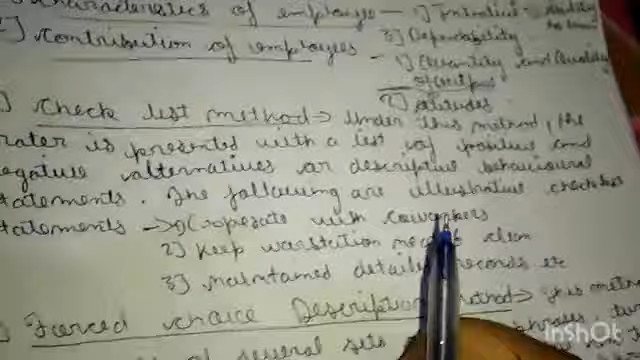 characteristics of employee - 1) Initiative
contribution of employees 3) Dependability
- 1) Quantity and Quality
of output
2) attitudes
Check list method ⇒ Under this method, the
rater is presented with a list of positive and
negative alternatives or descriptive behavioural
statements. The following are illustrative checklist
statements → 1) Cooperate with coworkers
2) Keep workstation clean
3) Maintained detailed records etc
Forced choice Description method ⇒ This method
of several sets phrases
InShOt